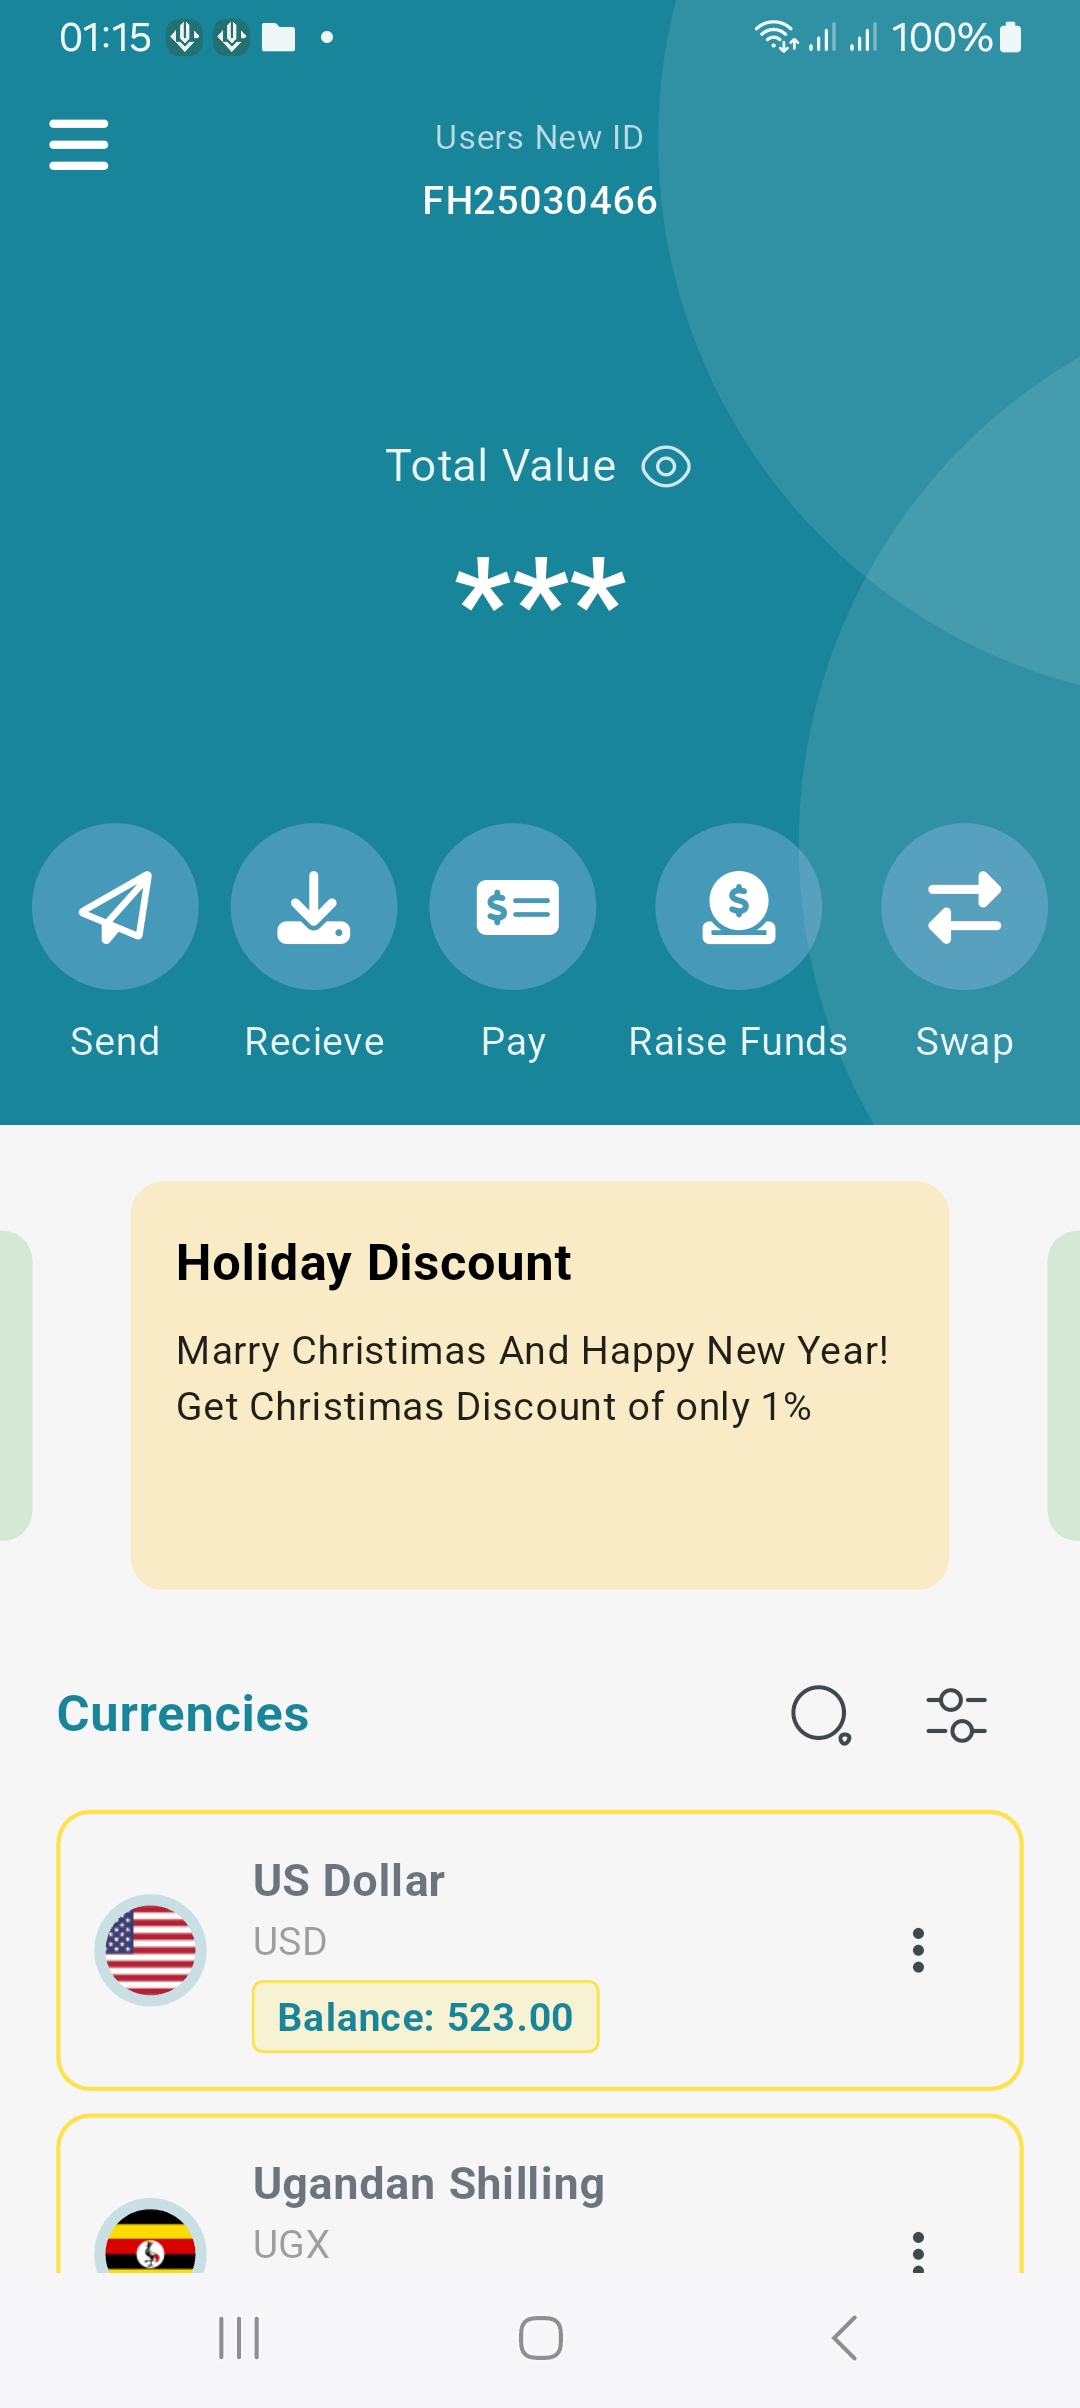 01:15
100%
Users New ID
FH25030466
Total Value
***
Send
Recieve
Pay
Raise Funds
Swap
Holiday Discount
Marry Christimas And Happy New Year!
Get Christimas Discount of only 1%
Currencies
US Dollar
USD
Balance: 523.00
Ugandan Shilling
UGX